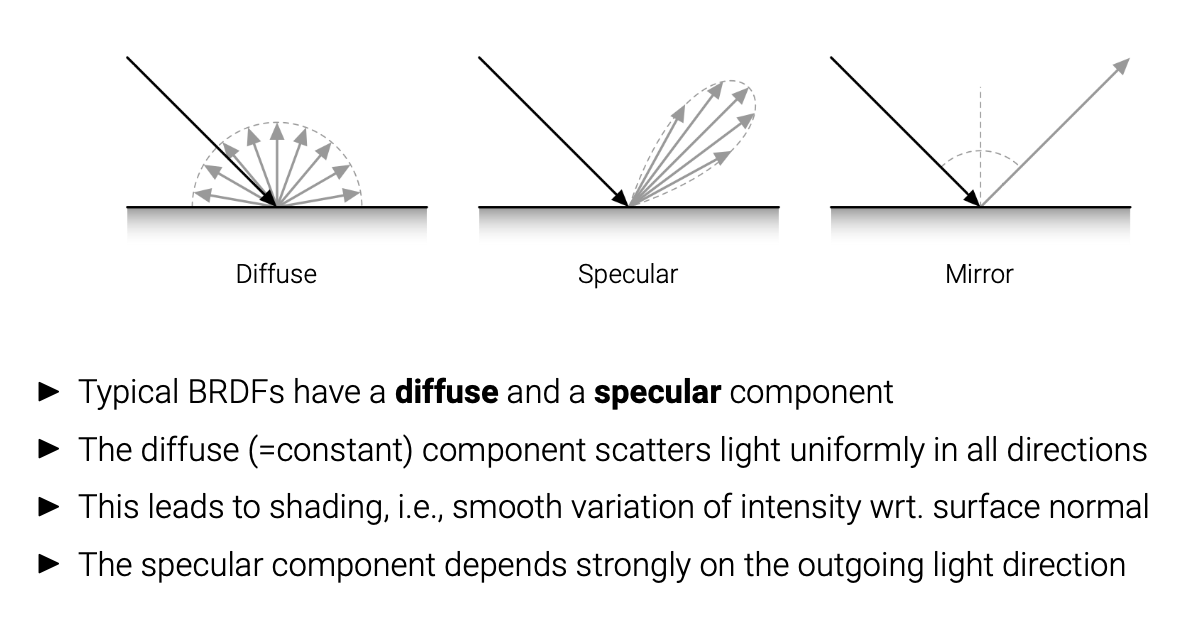 Diffuse
Specular
Mirror
► Typical BRDFs have a diffuse and a specular component
► The diffuse (=constant) component scatters light uniformly in all directions
► This leads to shading, i.e., smooth variation of intensity wrt. surface normal
► The specular component depends strongly on the outgoing light direction